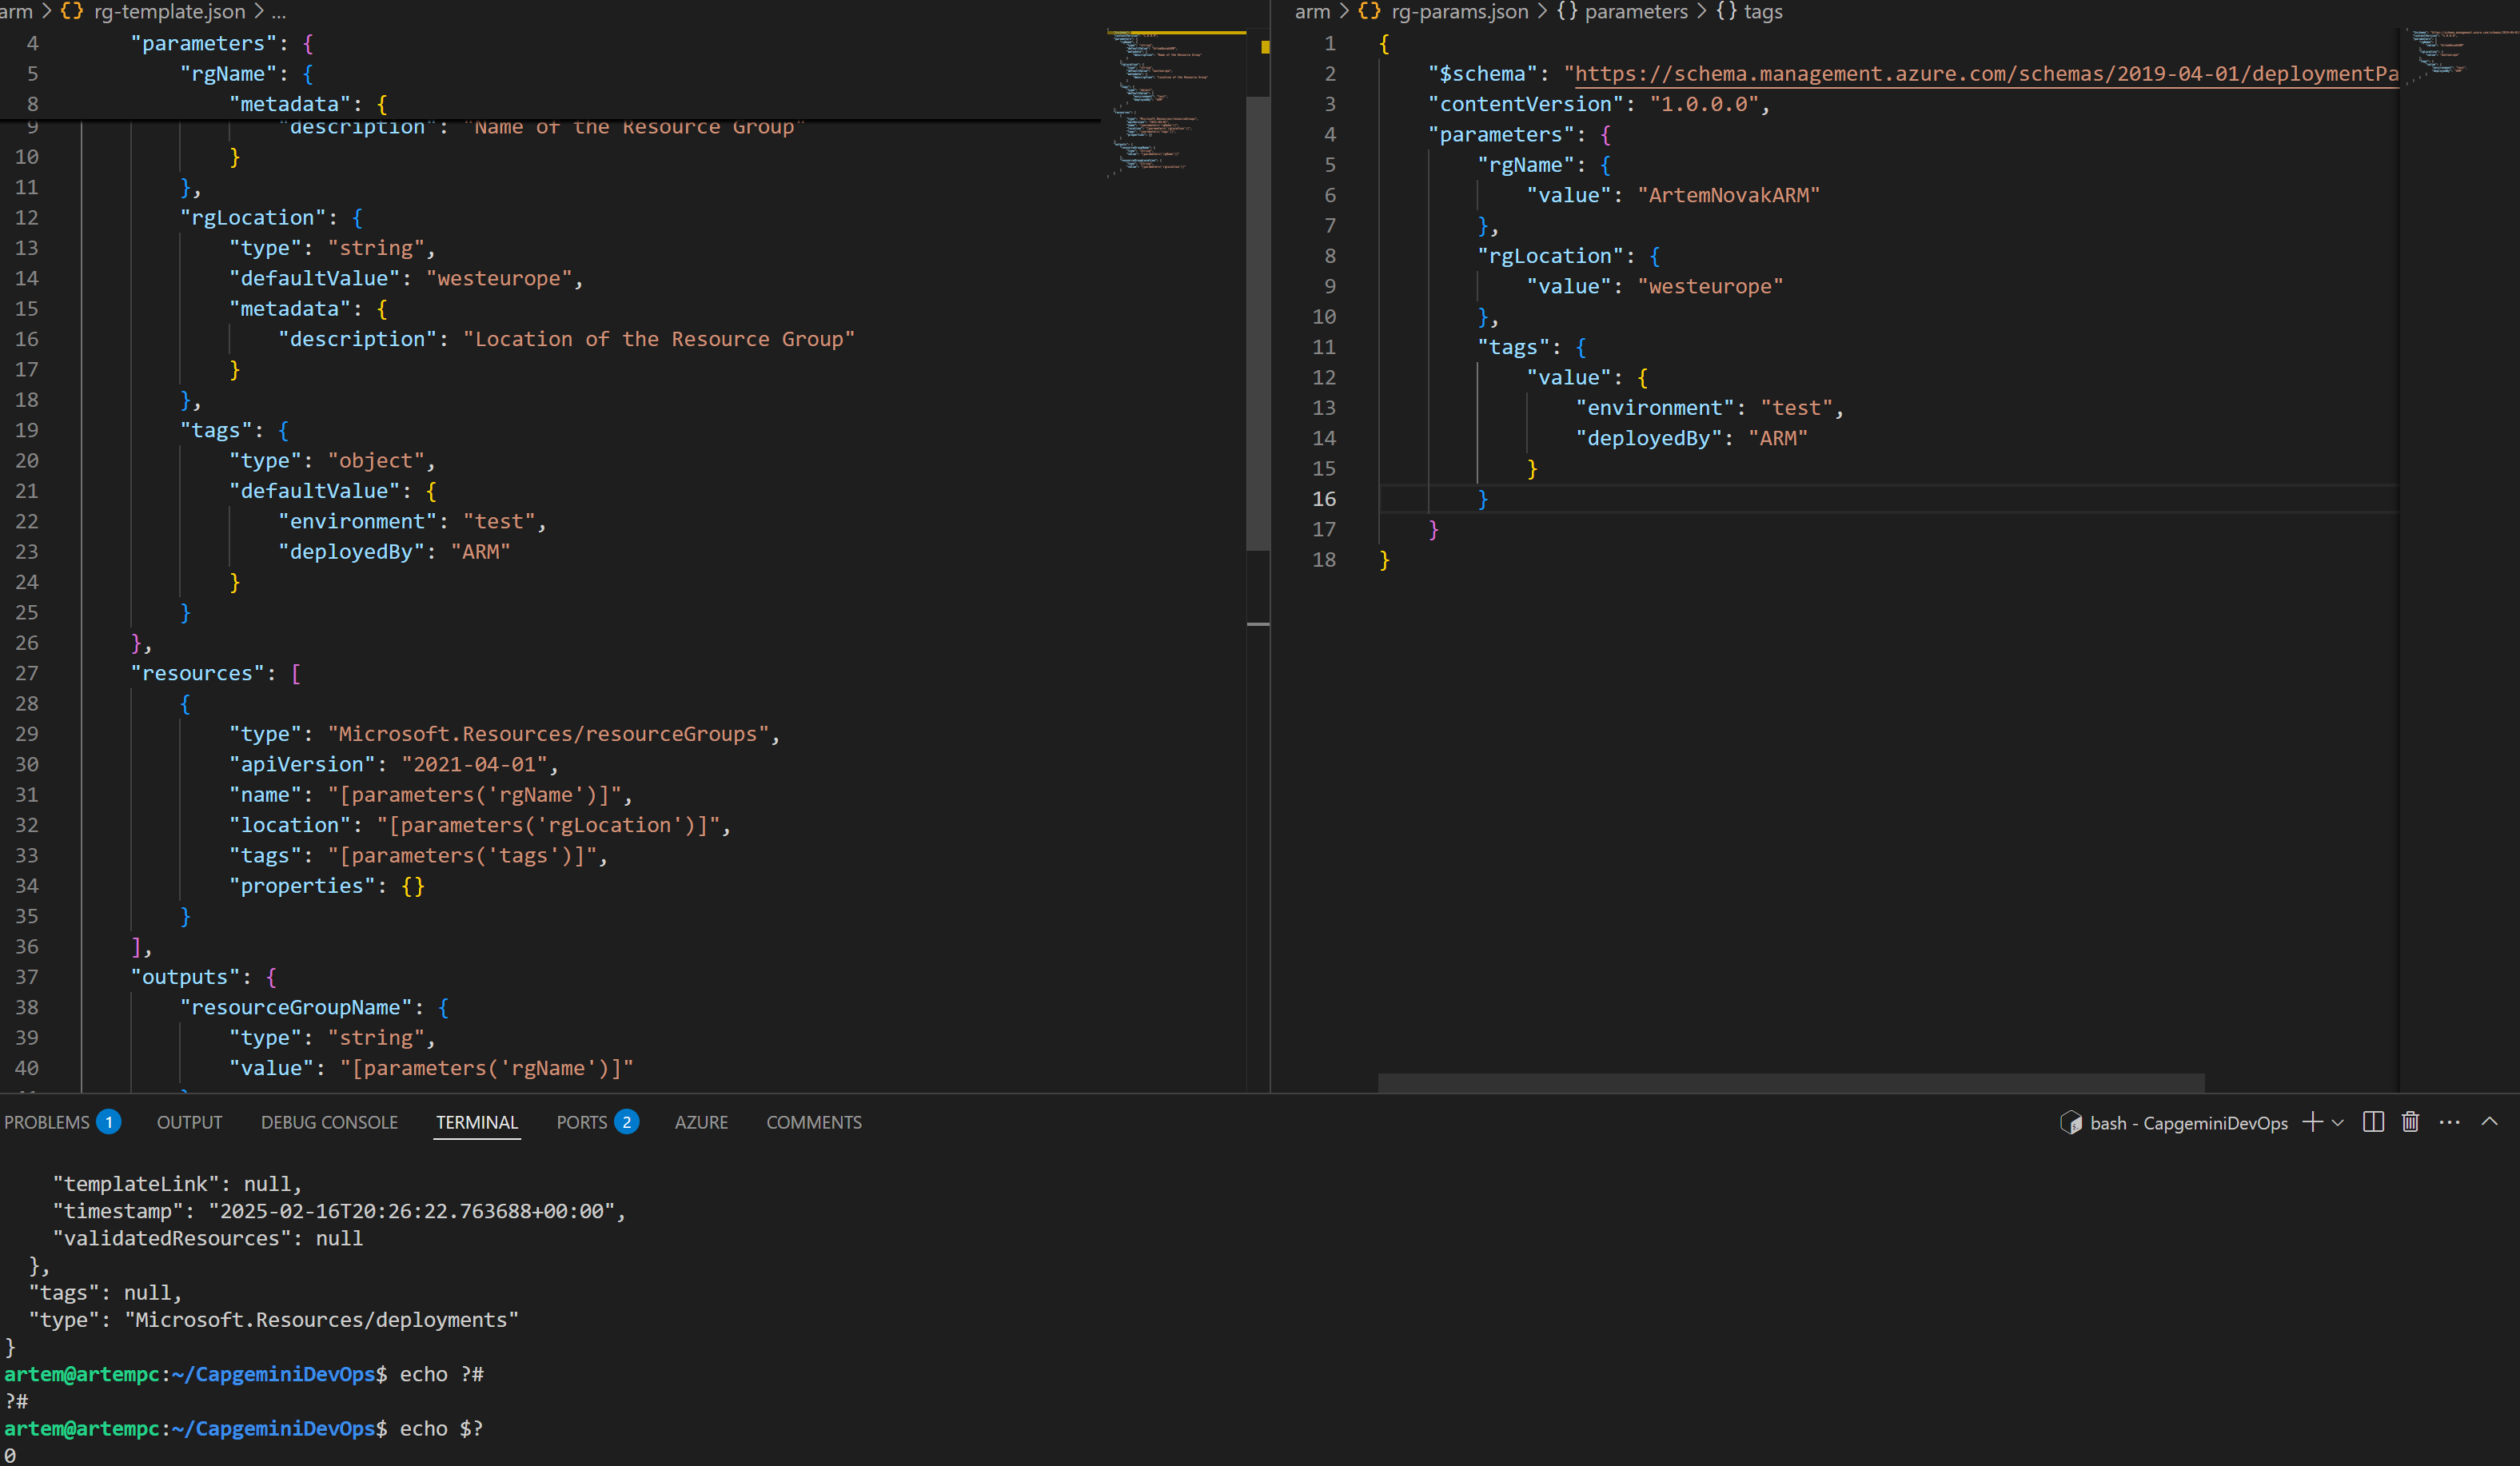 arm > {} rg-template.json > ...
4 "parameters": {
5 "rgName": {
8 "metadata": {
9 "description": "Name of the Resource Group"
10 }
11 },
12 "rgLocation": {
13 "type": "string",
14 "defaultValue": "westeurope",
15 "metadata": {
16 "description": "Location of the Resource Group"
17 }
18 },
19 "tags": {
20 "type": "object",
21 "defaultValue": {
22 "environment": "test",
23 "deployedBy": "ARM"
24 }
25 }
26 },
27 "resources": [
28 {
29 "type": "Microsoft.Resources/resourceGroups",
30 "apiVersion": "2021-04-01",
31 "name": "[parameters('rgName')]",
32 "location": "[parameters('rgLocation')]",
33 "tags": "[parameters('tags')]",
34 "properties": {}
35 }
36 ],
37 "outputs": {
38 "resourceGroupName": {
39 "type": "string",
40 "value": "[parameters('rgName')]"
arm > {} rg-params.json > {} parameters > {} tags
1 {
2 "$schema": "https://schema.management.azure.com/schemas/2019-04-01/deploymentPa
3 "contentVersion": "1.0.0.0",
4 "parameters": {
5 "rgName": {
6 "value": "ArtemNovakARM"
7 },
8 "rgLocation": {
9 "value": "westeurope"
10 },
11 "tags": {
12 "value": {
13 "environment": "test",
14 "deployedBy": "ARM"
15 }
16 }
17 }
18 }
PROBLEMS 1 OUTPUT DEBUG CONSOLE TERMINAL PORTS 2 AZURE COMMENTS
bash - CapgeminiDevOps
"templateLink": null,
"timestamp": "2025-02-16T20:26:22.763688+00:00",
"validatedResources": null
},
"tags": null,
"type": "Microsoft.Resources/deployments"
}
artem@artempc:~/CapgeminiDevOps$ echo ?#
?#
artem@artempc:~/CapgeminiDevOps$ echo $?
0